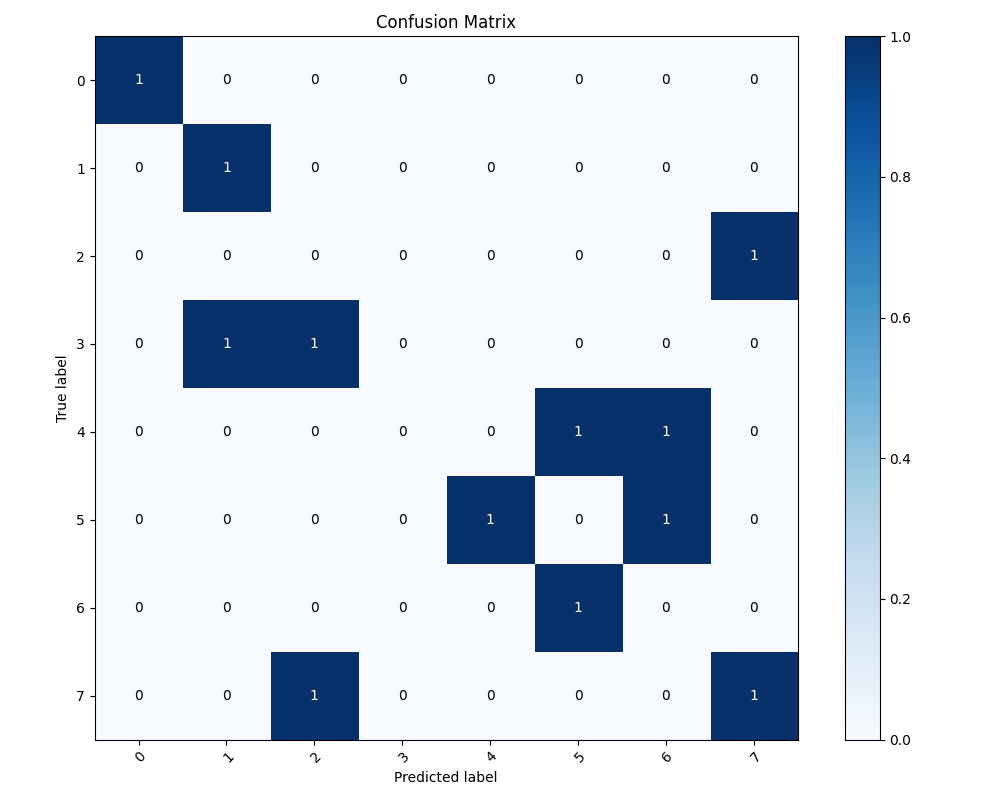 Confusion Matrix
0 1 0 0 0 0 0 0 0
1 0 1 0 0 0 0 0 0
2 0 0 0 0 0 0 0 1
3 0 1 1 0 0 0 0 0
4 0 0 0 0 0 1 1 0
5 0 0 0 0 1 0 1 0
6 0 0 0 0 0 1 0 0
7 0 0 1 0 0 0 0 1
True label
0 1 2 3 4 5 6 7
Predicted label
1.0
0.8
0.6
0.4
0.2
0.0